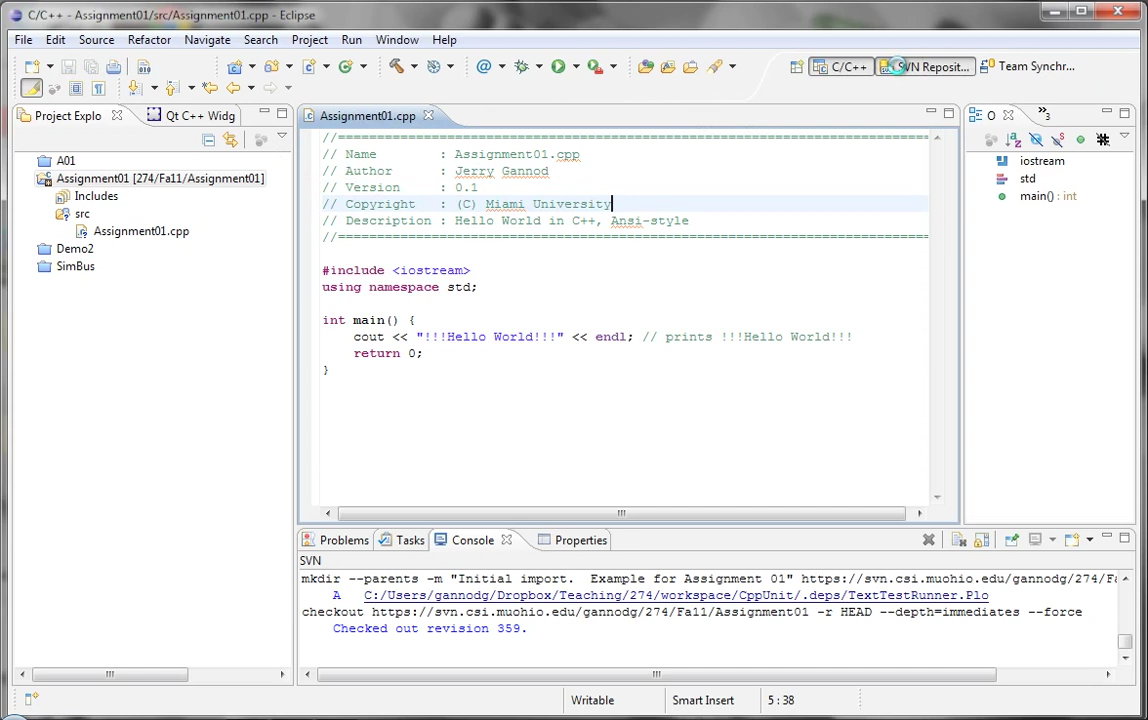 C/C++ - Assignment01/src/Assignment01.cpp - Eclipse
File Edit Source Refactor Navigate Search Project Run Window Help
C/C++ SVN Reposit... Team Synchr...
Project Explo Qt C++ Widg
A01
Assignment01 [274/Fa11/Assignment01]
Includes
src
Assignment01.cpp
Demo2
SimBus
Assignment01.cpp
//===========================================================================
// Name : Assignment01.cpp
// Author : Jerry Gannod
// Version : 0.1
// Copyright : (C) Miami University
// Description : Hello World in C++, Ansi-style
//===========================================================================
#include <iostream>
using namespace std;
int main() {
cout << "!!!Hello World!!!" << endl; // prints !!!Hello World!!!
return 0;
}
O 3
iostream
std
main() : int
Problems Tasks Console Properties
SVN
mkdir --parents -m "Initial import. Example for Assignment 01" https://svn.csi.muohio.edu/gannodg/274/Fa
A C:/Users/gannodg/Dropbox/Teaching/274/workspace/CppUnit/.deps/TextTestRunner.Plo
checkout https://svn.csi.muohio.edu/gannodg/274/Fa11/Assignment01 -r HEAD --depth=immediates --force
Checked out revision 359.
Writable Smart Insert 5 : 38